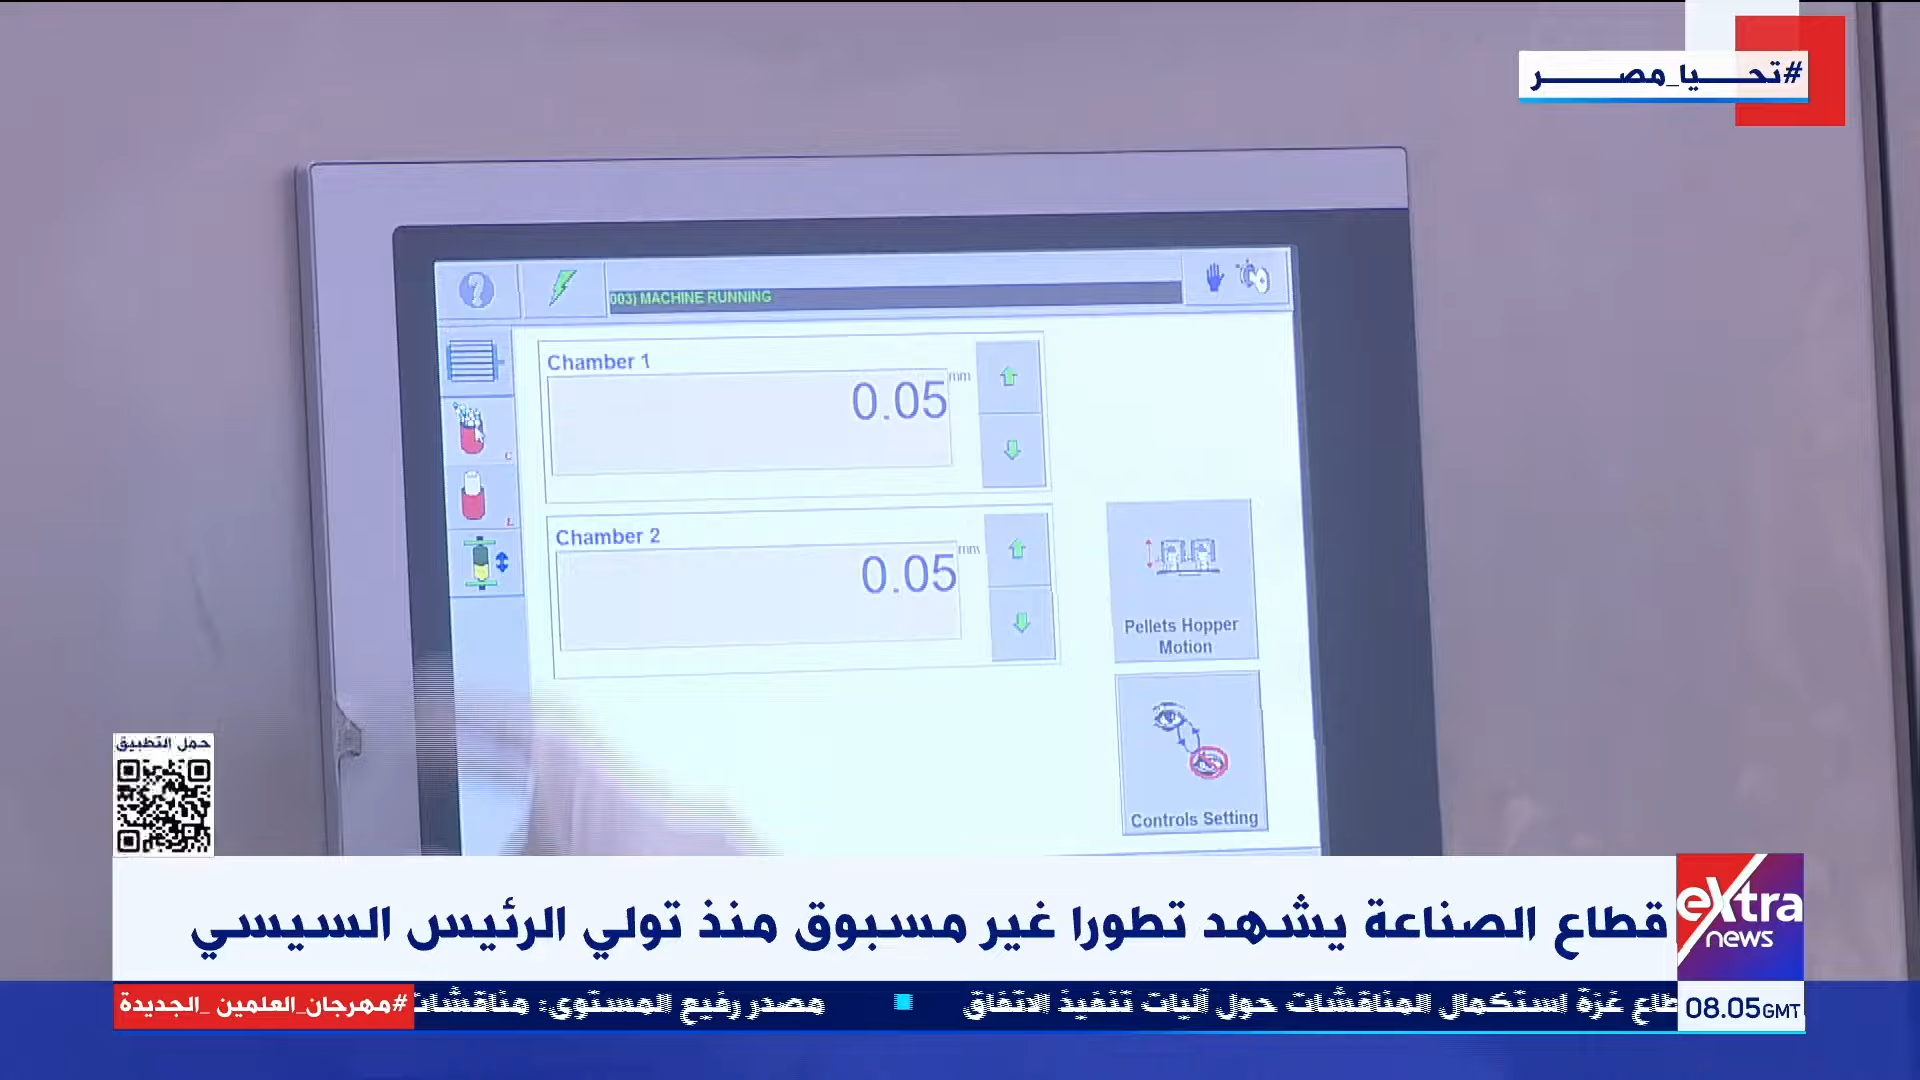 #تحيا_مصر
003) MACHINE RUNNING
Chamber 1
0.05
mm
Chamber 2
0.05
mm
Pellets Hopper
Motion
Controls Setting
حمل التطبيق
قطاع الصناعة يشهد تطورا غير مسبوق منذ تولي الرئيس السيسي
extra
news
#مهرجان_العلمين_الجديدة
طاع غزة استكمال المناقشات حول آليات تنفيذ الاتفاق
مصدر رفيع المستوى: مناقشات
08.05GMT